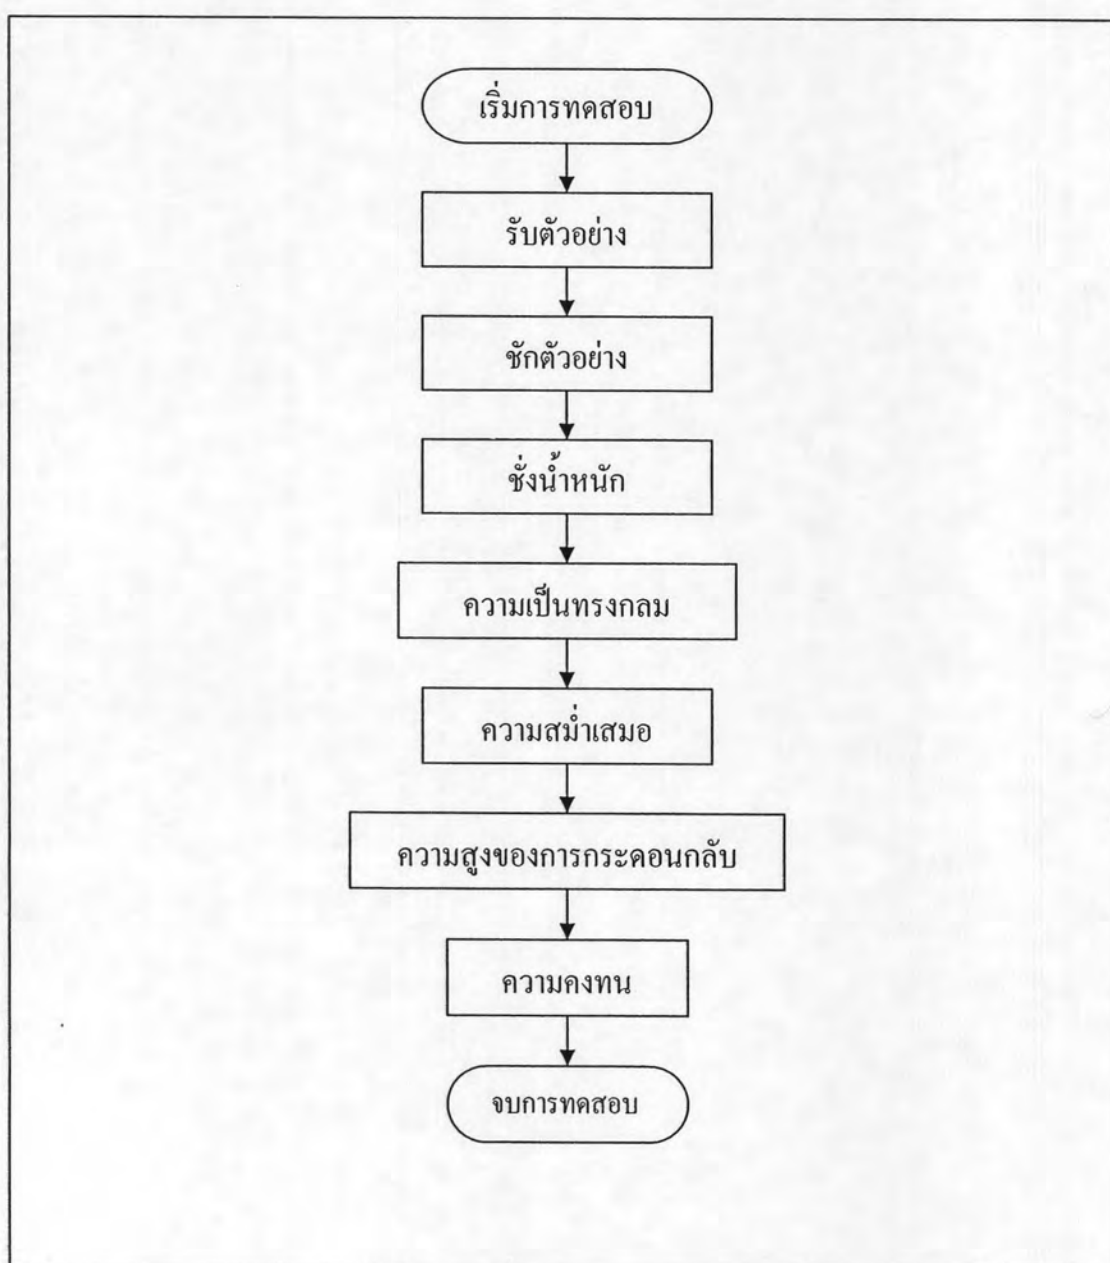 เริ่มการทดสอบ
รับตัวอย่าง
ชักตัวอย่าง
ชั่งน้ำหนัก
ความเป็นทรงกลม
ความสม่ำเสมอ
ความสูงของการกระดอนกลับ
ความคงทน
จบการทดสอบ